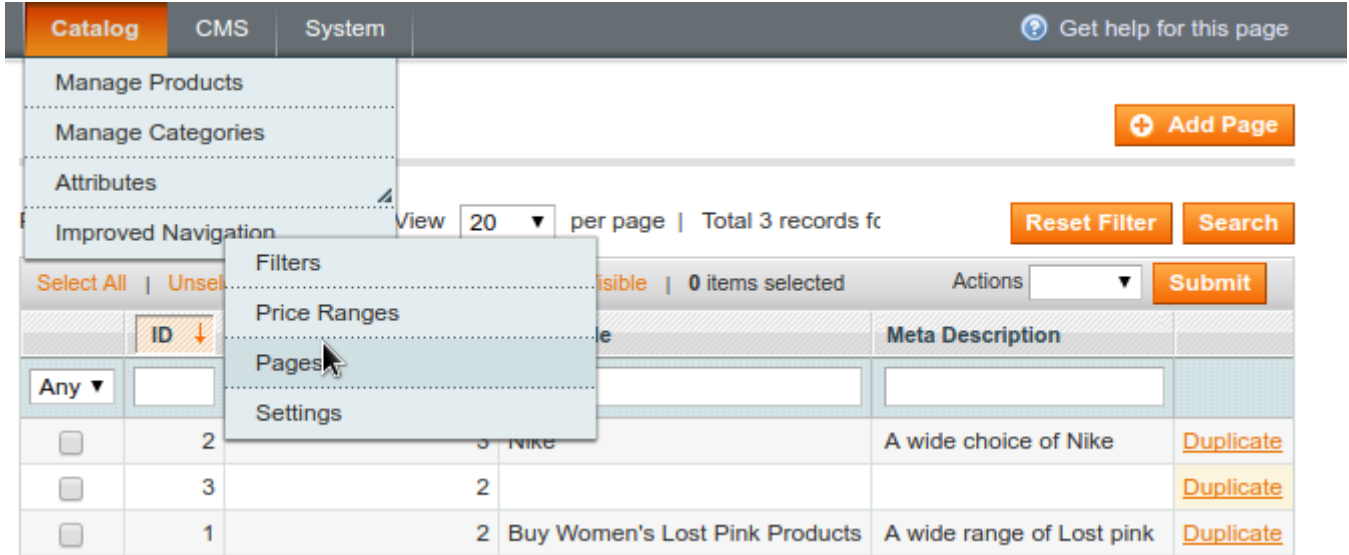 Catalog CMS System Get help for this page
Manage Products
Manage Categories
Add Page
Attributes
Improved Navigation
View 20 per page | Total 3 records
Reset Filter Search
Filters
Select All | | 0 items selected Actions Submit
Price Ranges
ID Meta Description
Pages
Any
Settings
2 3 Nike A wide choice of Nike Duplicate
3 2 Duplicate
1 2 Buy Women's Lost Pink Products A wide range of Lost pink Duplicate